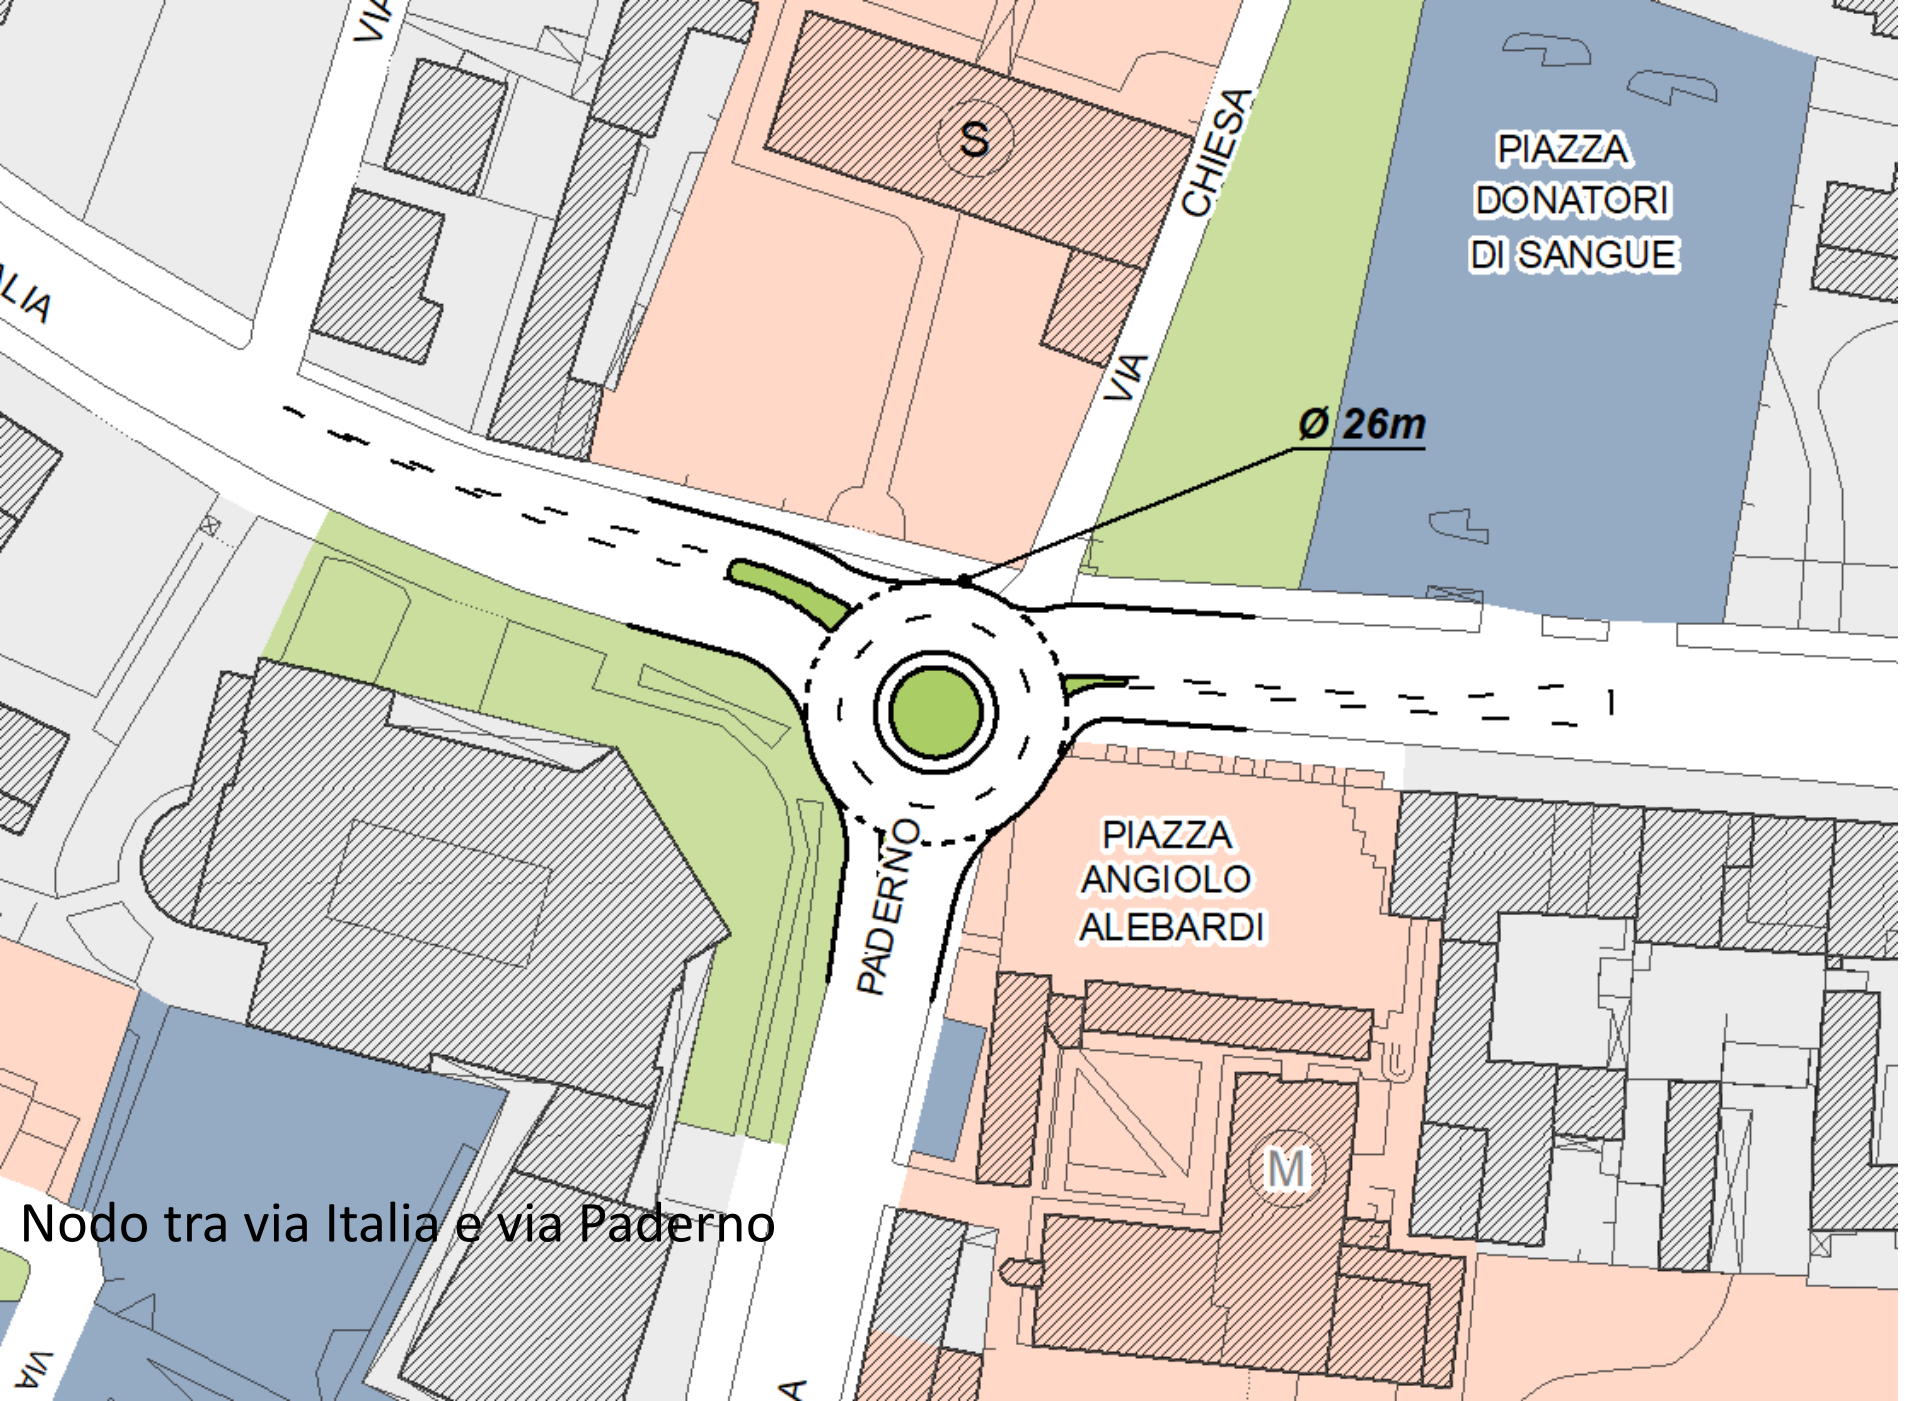 VIA
S
CHIESA
VIA
PIAZZA
DONATORI
DI SANGUE
ALIA
Ø 26m
PADERNO
PIAZZA
ANGIOLO
ALEBARDI
M
Nodo tra via Italia e via Paderno
VIA
A